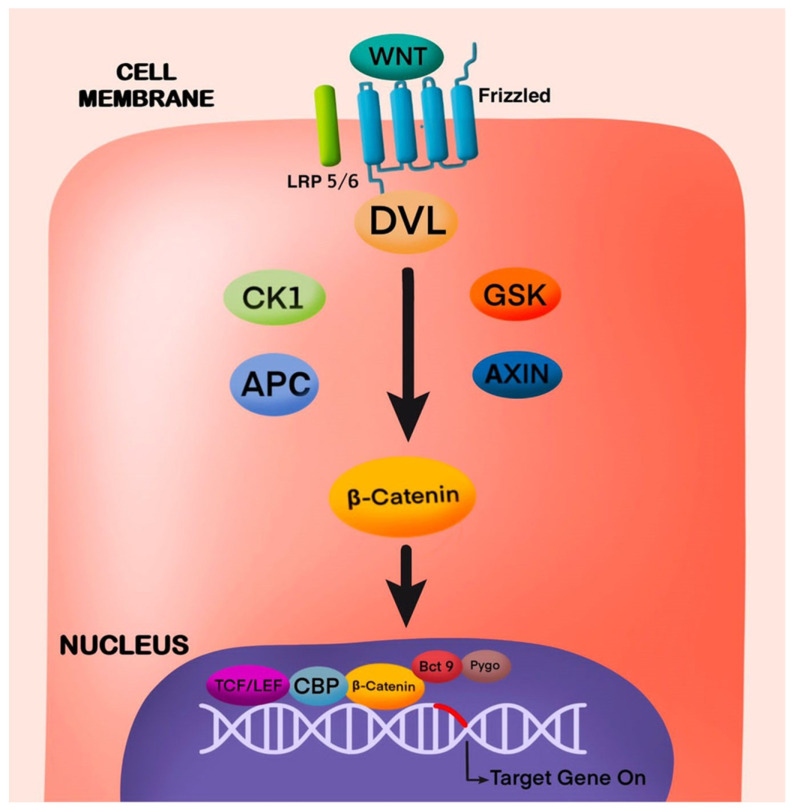 WNT
CELL
MEMBRANE
Frizzled
LRP 5/6
DVL
CK1
GSK
APC
AXIN
β-Catenin
NUCLEUS
Bct 9
Pygo
TCF/LEF
CBP
β-Catenin
Target Gene On